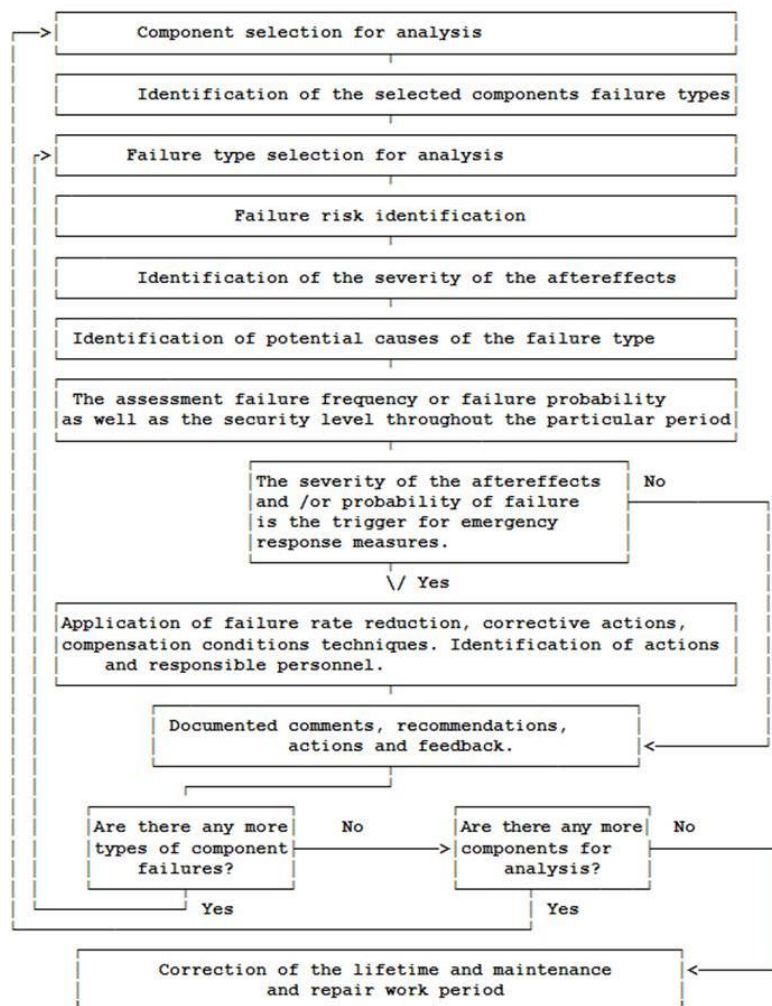 Component selection for analysis
Identification of the selected components failure types
Failure type selection for analysis
Failure risk identification
Identification of the severity of the aftereffects
Identification of potential causes of the failure type
The assessment failure frequency or failure probability
as well as the security level throughout the particular period
The severity of the aftereffects
No
and /or probability of failure
is the trigger for emergency
response measures.
\/ Yes
Application of failure rate reduction, corrective actions,
compensation conditions techniques. Identification of actions
and responsible personnel.
Documented comments, recommendations,
actions and feedback.
Are there any more
types of component
failures?
No
Are there any more
components for
analysis?
No
Yes
Yes
Correction of the lifetime and maintenance
and repair work period